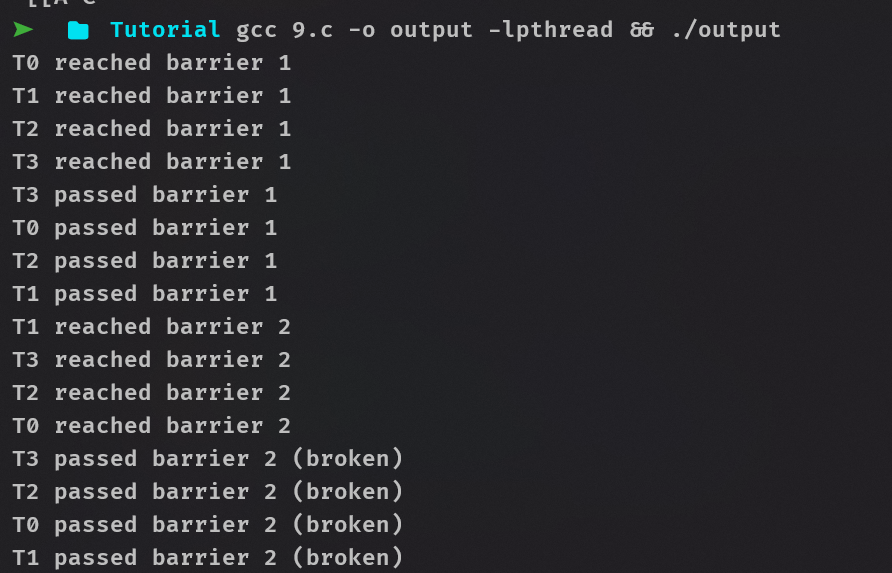 Tutorial gcc 9.c -o output -lpthread && ./output
T0 reached barrier 1
T1 reached barrier 1
T2 reached barrier 1
T3 reached barrier 1
T3 passed barrier 1
T0 passed barrier 1
T2 passed barrier 1
T1 passed barrier 1
T1 reached barrier 2
T3 reached barrier 2
T2 reached barrier 2
T0 reached barrier 2
T3 passed barrier 2 (broken)
T2 passed barrier 2 (broken)
T0 passed barrier 2 (broken)
T1 passed barrier 2 (broken)